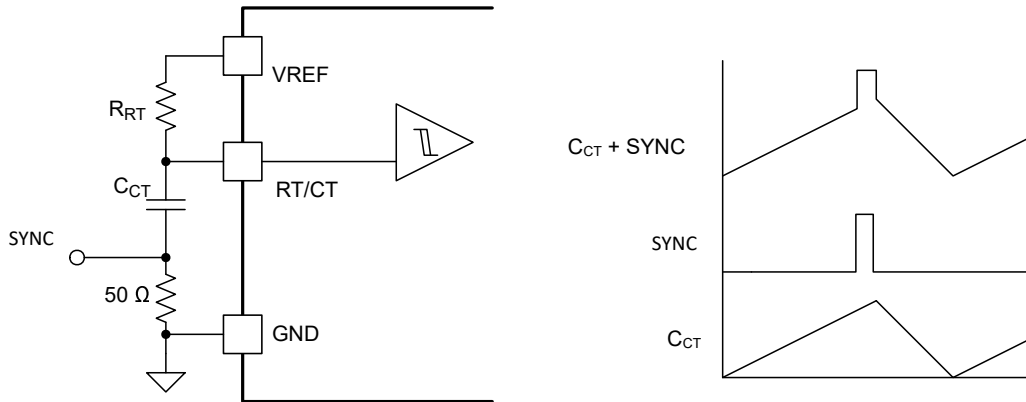 VREF
RRT
RT/CT
CCT
SYNC
50 Ω
GND
CCT + SYNC
SYNC
CCT